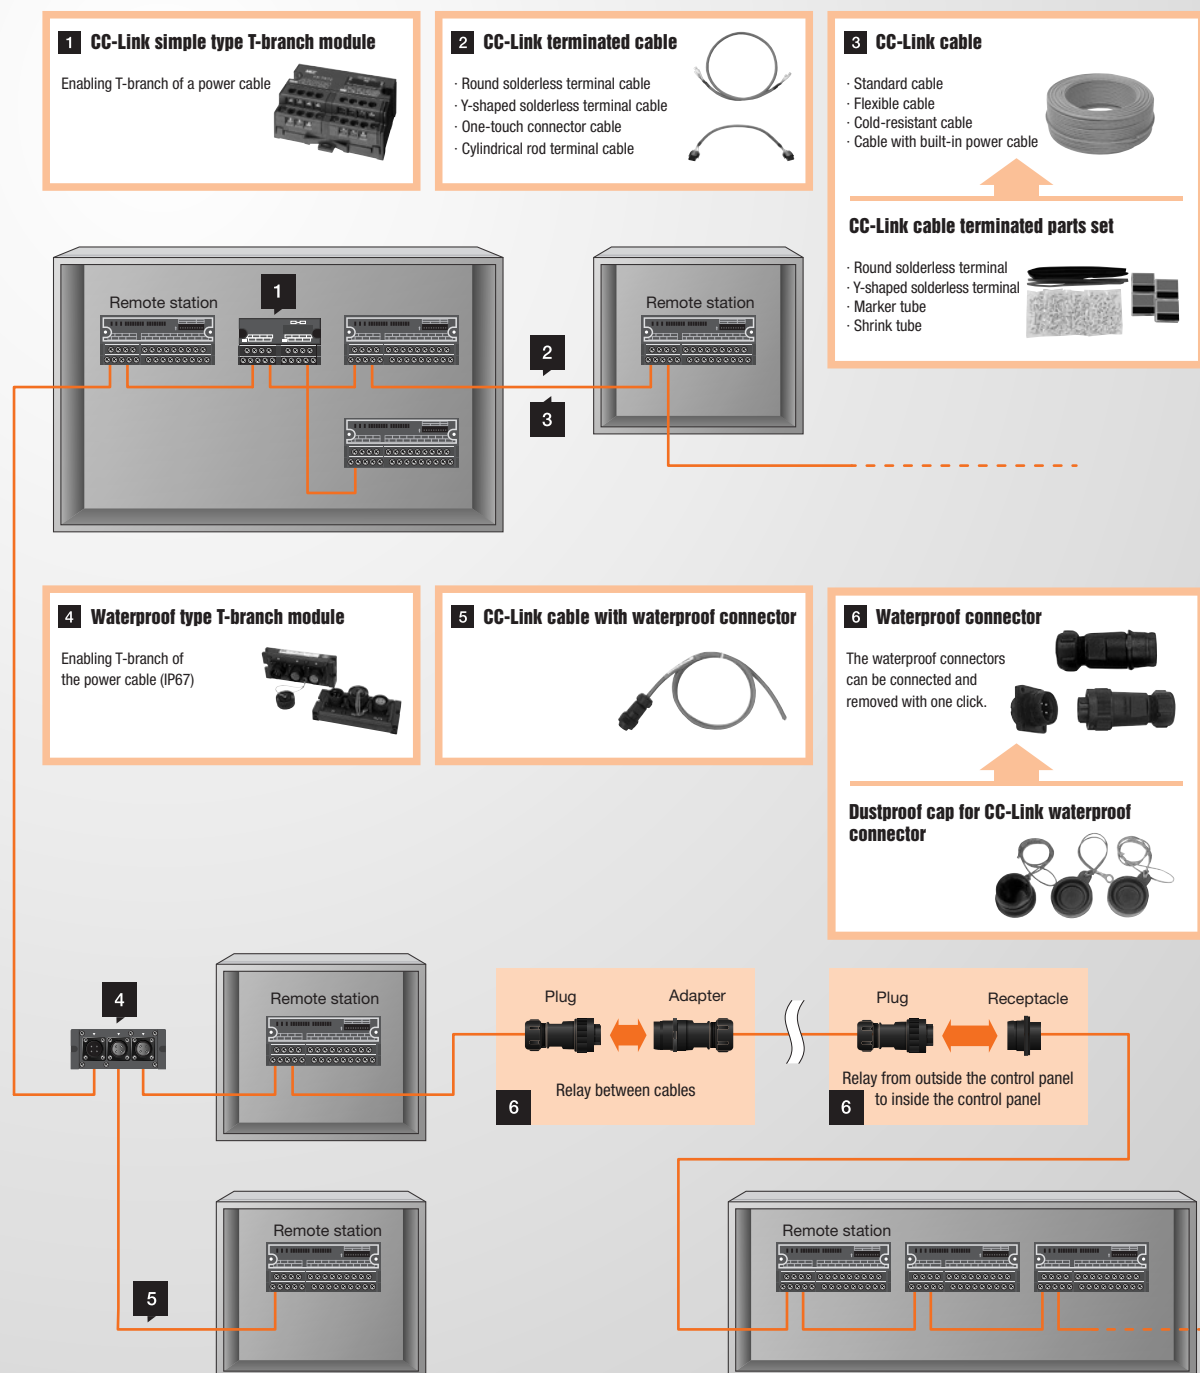 1 CC-Link simple type T-branch module
Enabling T-branch of a power cable
2 CC-Link terminated cable
· Round solderless terminal cable
· Y-shaped solderless terminal cable
· One-touch connector cable
· Cylindrical rod terminal cable
3 CC-Link cable
· Standard cable
· Flexible cable
· Cold-resistant cable
· Cable with built-in power cable
CC-Link cable terminated parts set
· Round solderless terminal
· Y-shaped solderless terminal
· Marker tube
· Shrink tube
Remote station
1
2
3
Remote station
4 Waterproof type T-branch module
Enabling T-branch of
the power cable (IP67)
5 CC-Link cable with waterproof connector
6 Waterproof connector
The waterproof connectors
can be connected and
removed with one click.
Dustproof cap for CC-Link waterproof
connector
4
Remote station
Plug
Adapter
Relay between cables
6
Plug
Receptacle
Relay from outside the control panel
to inside the control panel
6
5
Remote station
Remote station